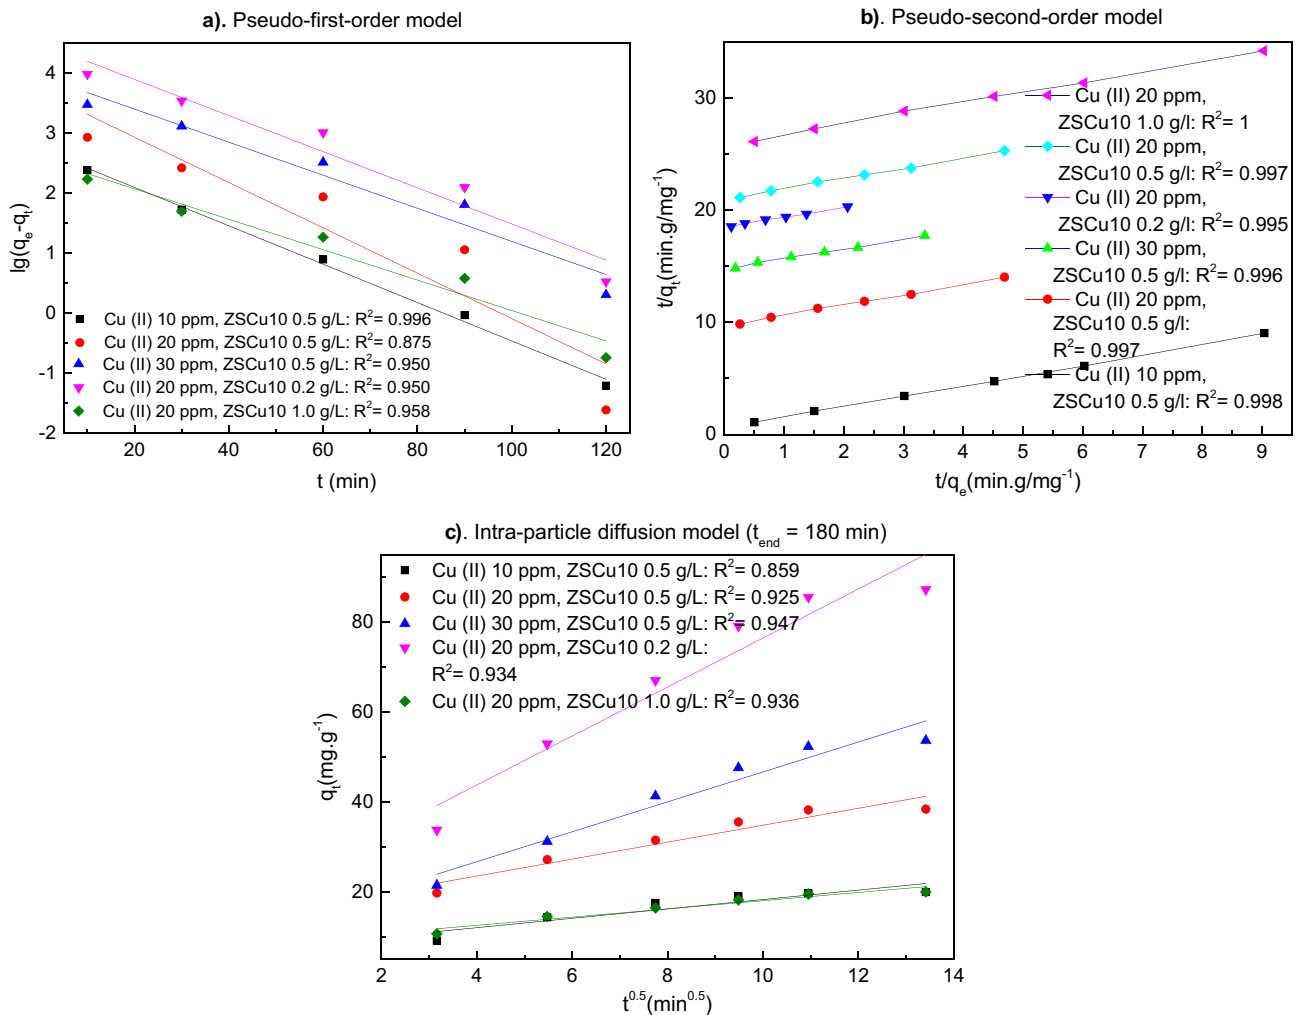 a). Pseudo-first-order model
4
3
2
1
0
-1
-2
lg(qe-qt)
20
40
60
80
100
120
t (min)
Cu (II) 10 ppm, ZSCu10 0.5 g/L: R²= 0.996
Cu (II) 20 ppm, ZSCu10 0.5 g/L: R²= 0.875
Cu (II) 30 ppm, ZSCu10 0.5 g/L: R²= 0.950
Cu (II) 20 ppm, ZSCu10 0.2 g/L: R²= 0.950
Cu (II) 20 ppm, ZSCu10 1.0 g/L: R²= 0.958
b). Pseudo-second-order model
30
20
10
0
t/qt(min.g/mg⁻¹)
0
1
2
3
4
5
6
7
8
9
t/qe(min.g/mg⁻¹)
Cu (II) 20 ppm,
ZSCu10 1.0 g/l: R²= 1
Cu (II) 20 ppm,
ZSCu10 0.5 g/l: R²= 0.997
Cu (II) 20 ppm,
ZSCu10 0.2 g/l: R²= 0.995
Cu (II) 30 ppm,
ZSCu10 0.5 g/l: R²= 0.996
Cu (II) 20 ppm,
ZSCu10 0.5 g/l:
R²= 0.997
Cu (II) 10 ppm,
ZSCu10 0.5 g/l: R²= 0.998
c). Intra-particle diffusion model (tend = 180 min)
80
60
40
20
qt(mg.g⁻¹)
2
4
6
8
10
12
14
t⁰·⁵(min⁰·⁵)
Cu (II) 10 ppm, ZSCu10 0.5 g/L: R²= 0.859
Cu (II) 20 ppm, ZSCu10 0.5 g/L: R²= 0.925
Cu (II) 30 ppm, ZSCu10 0.5 g/L: R²= 0.947
Cu (II) 20 ppm, ZSCu10 0.2 g/L:
R²= 0.934
Cu (II) 20 ppm, ZSCu10 1.0 g/L: R²= 0.936